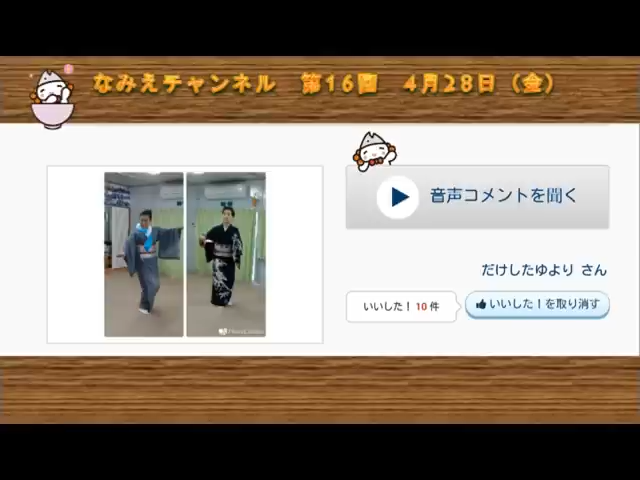 なみえチャンネル 第16回 4月28日（金）
音声コメントを聞く
だけしたゆより さん
いいした！10件
いいした！を取り消す